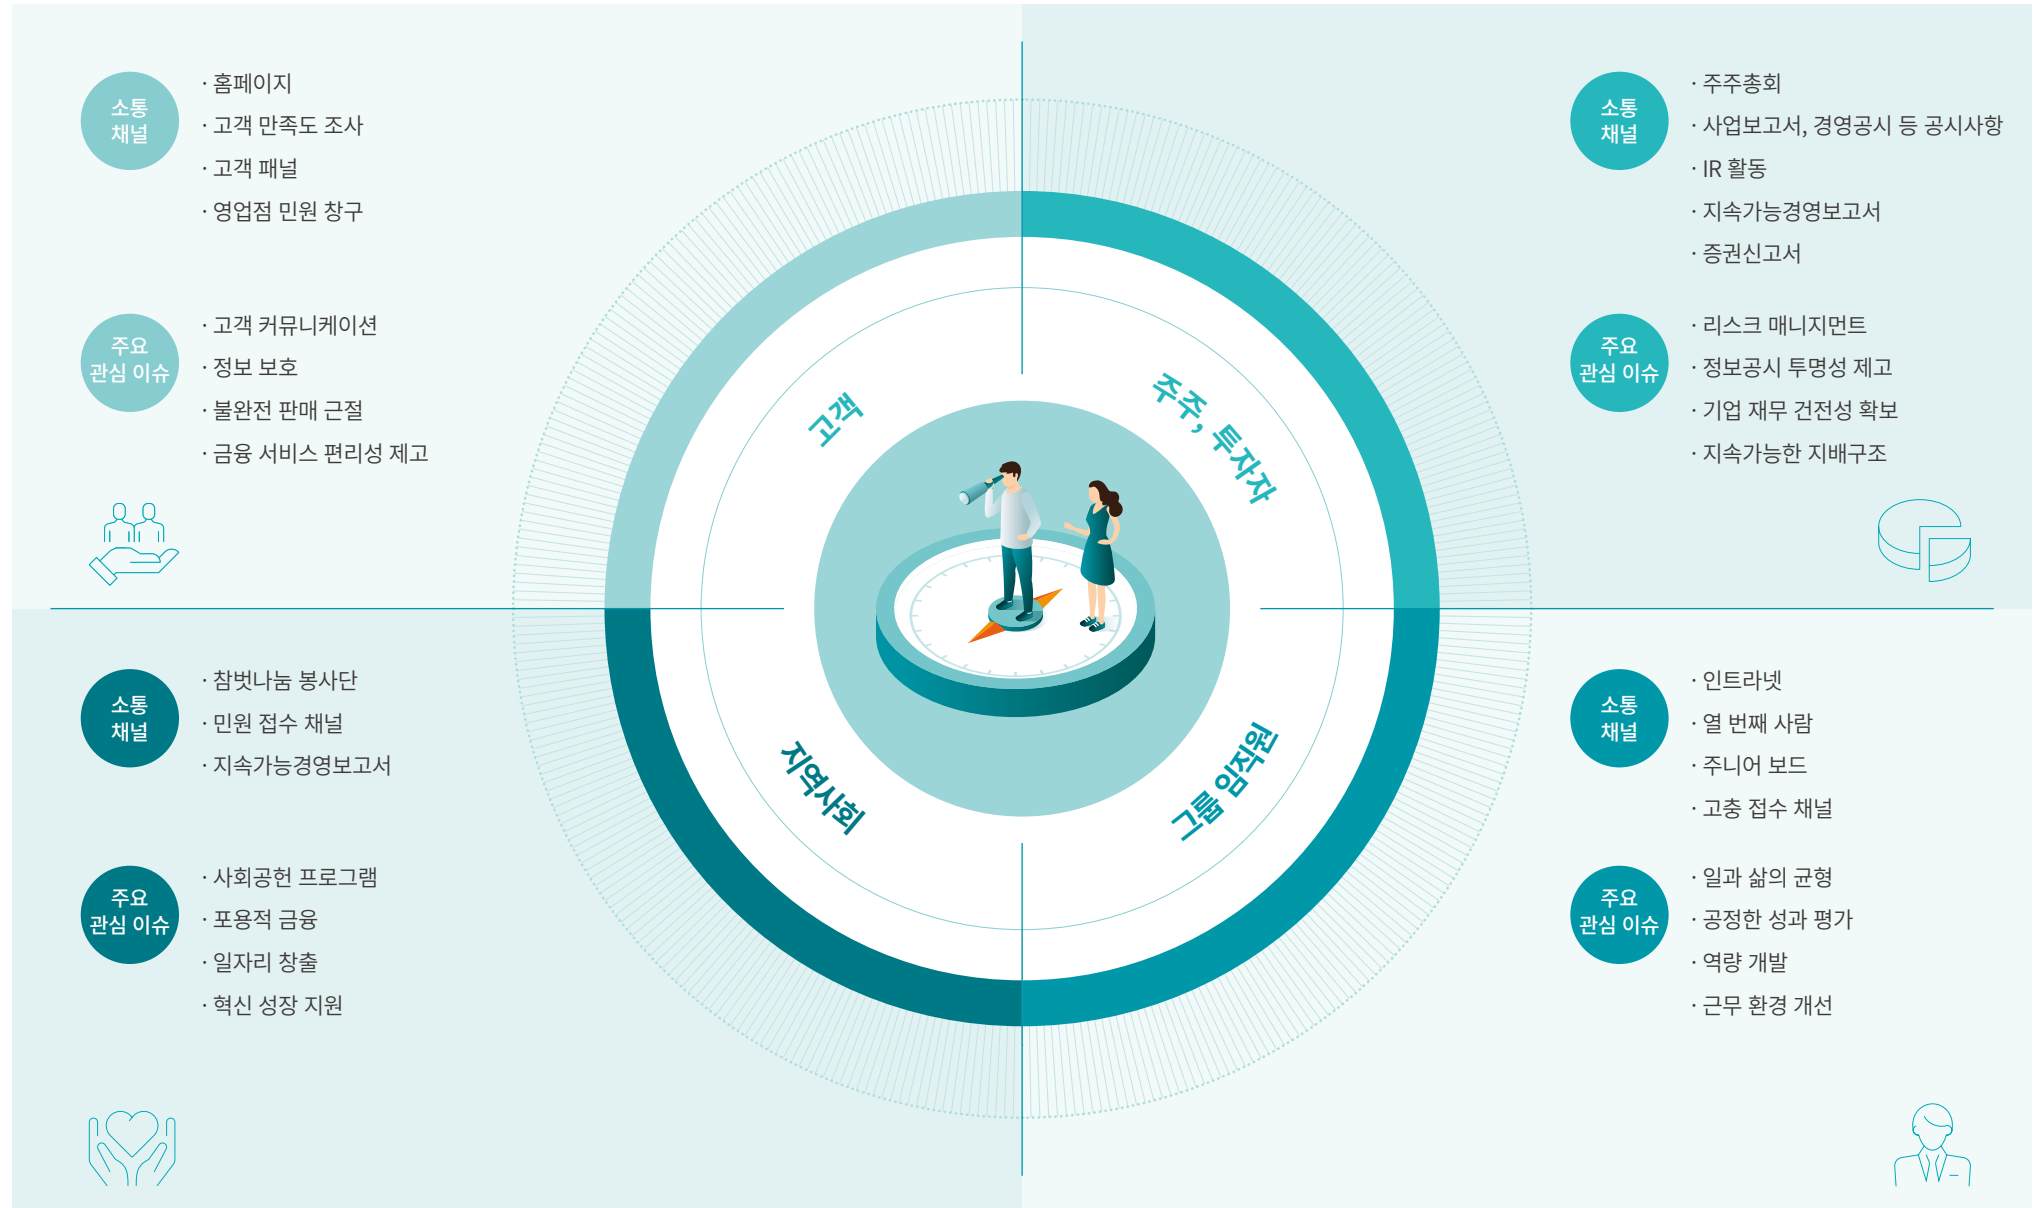 소통
채널
· 홈페이지
· 고객 만족도 조사
· 고객 패널
· 영업점 민원 창구
주요
관심 이슈
· 고객 커뮤니케이션
· 정보 보호
· 불완전 판매 근절
· 금융 서비스 편리성 제고
고객
소통
채널
· 주주총회
· 사업보고서, 경영공시 등 공시사항
· IR 활동
· 지속가능경영보고서
· 증권신고서
주요
관심 이슈
· 리스크 매니지먼트
· 정보공시 투명성 제고
· 기업 재무 건전성 확보
· 지속가능한 지배구조
주주, 투자자
소통
채널
· 참벗나눔 봉사단
· 민원 접수 채널
· 지속가능경영보고서
주요
관심 이슈
· 사회공헌 프로그램
· 포용적 금융
· 일자리 창출
· 혁신 성장 지원
지역사회
소통
채널
· 인트라넷
· 열 번째 사람
· 주니어 보드
· 고충 접수 채널
주요
관심 이슈
· 일과 삶의 균형
· 공정한 성과 평가
· 역량 개발
· 근무 환경 개선
그룹 임직원